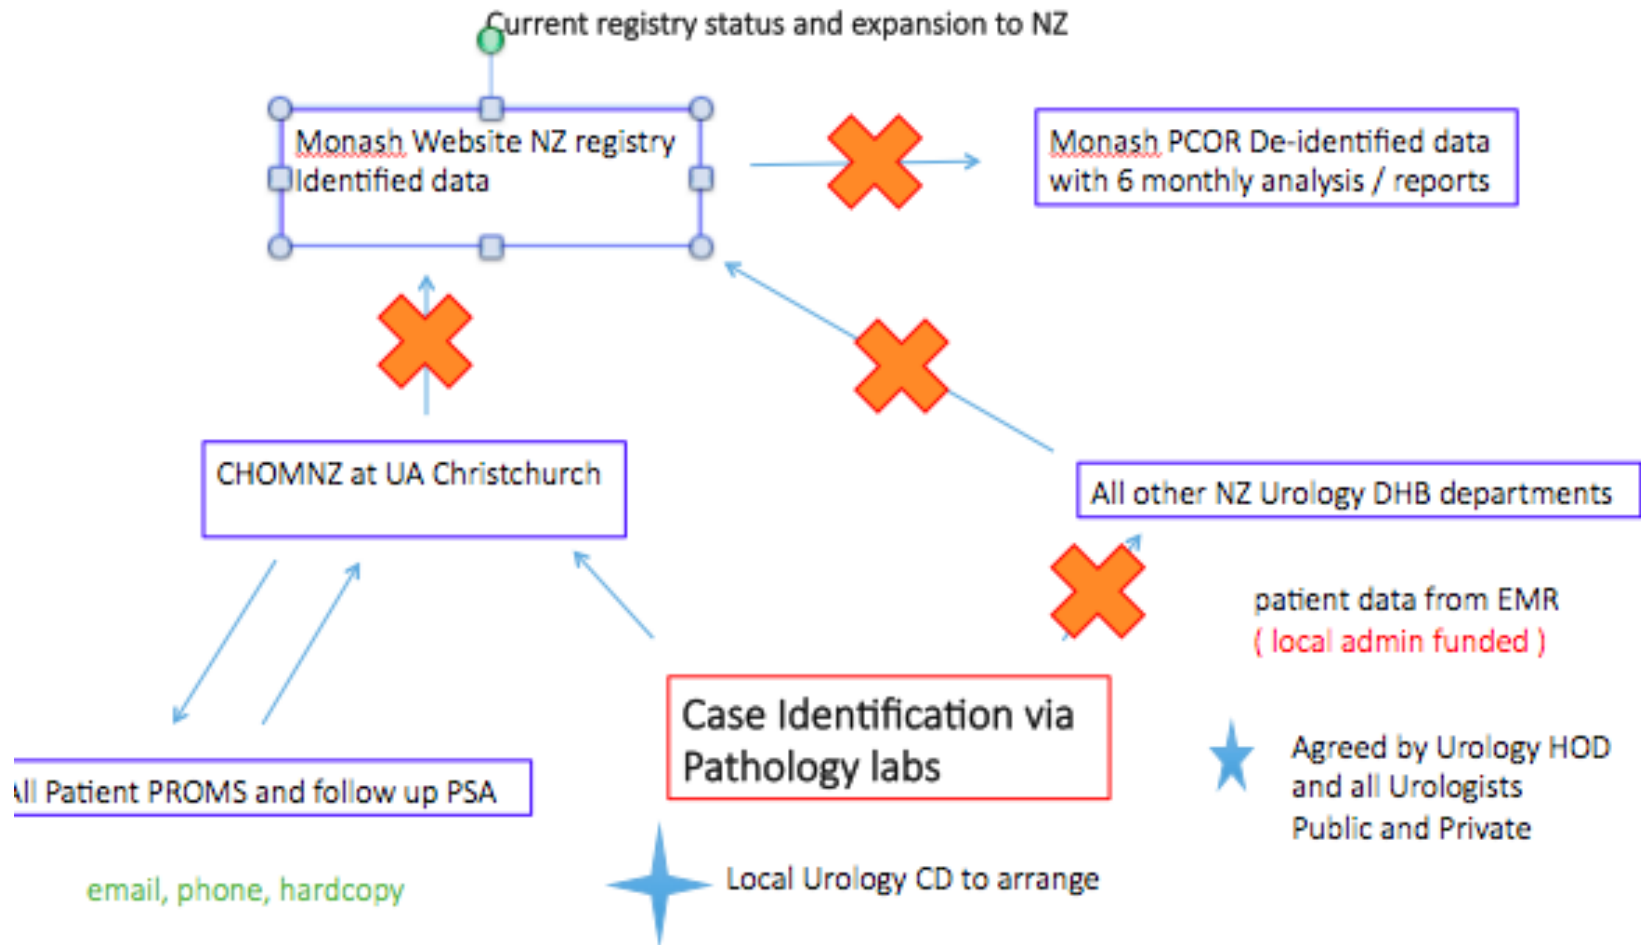 Current registry status and expansion to NZ
Monash Website NZ registry
Identified data
Monash PCOR De-identified data
with 6 monthly analysis / reports
CHOMNZ at UA Christchurch
All other NZ Urology DHB departments
patient data from EMR
( local admin funded )
Case Identification via
Pathology labs
Agreed by Urology HOD
and all Urologists
Public and Private
All Patient PROMS and follow up PSA
Local Urology CD to arrange
email, phone, hardcopy